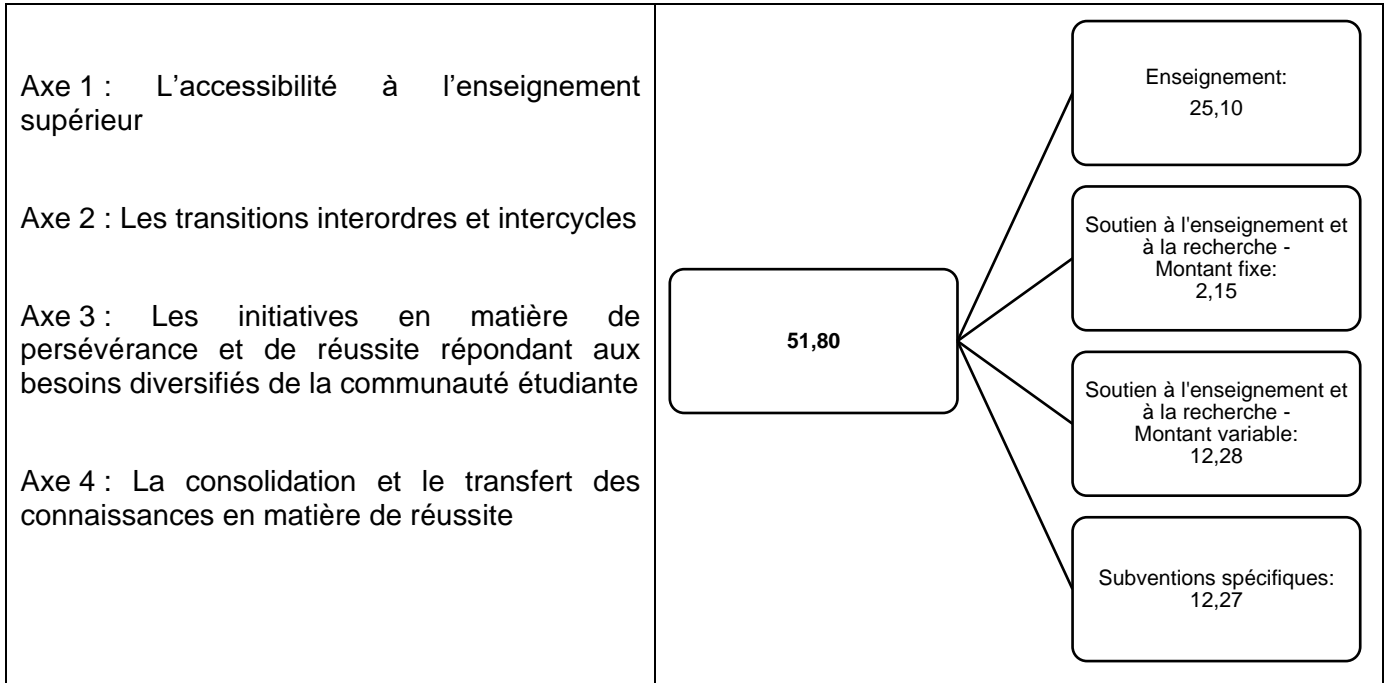 Axe 1 : L’accessibilité à l’enseignement
supérieur
Axe 2 : Les transitions interordres et intercycles
Axe 3 : Les initiatives en matière de
persévérance et de réussite répondant aux
besoins diversifiés de la communauté étudiante
Axe 4 : La consolidation et le transfert des
connaissances en matière de réussite
51,80
Enseignement:
25,10
Soutien à l'enseignement et
à la recherche -
Montant fixe:
2,15
Soutien à l'enseignement et
à la recherche -
Montant variable:
12,28
Subventions spécifiques:
12,27